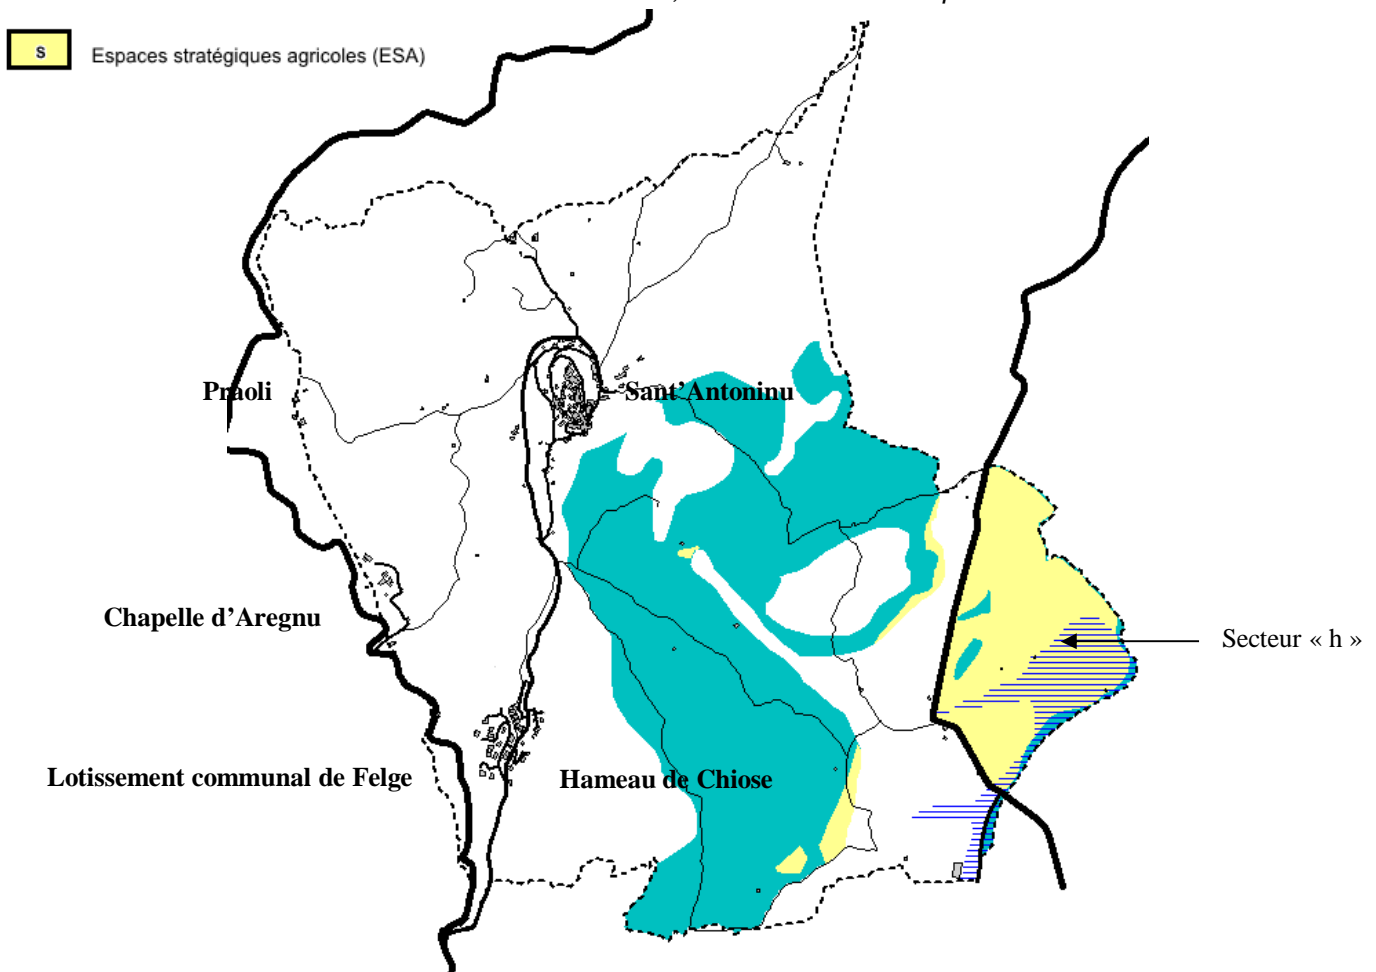 S
Espaces stratégiques agricoles (ESA)
Praoli
Sant'Antoninu
Chapelle d'Aregnu
Secteur « h »
Lotissement communal de Felge
Hameau de Chiose